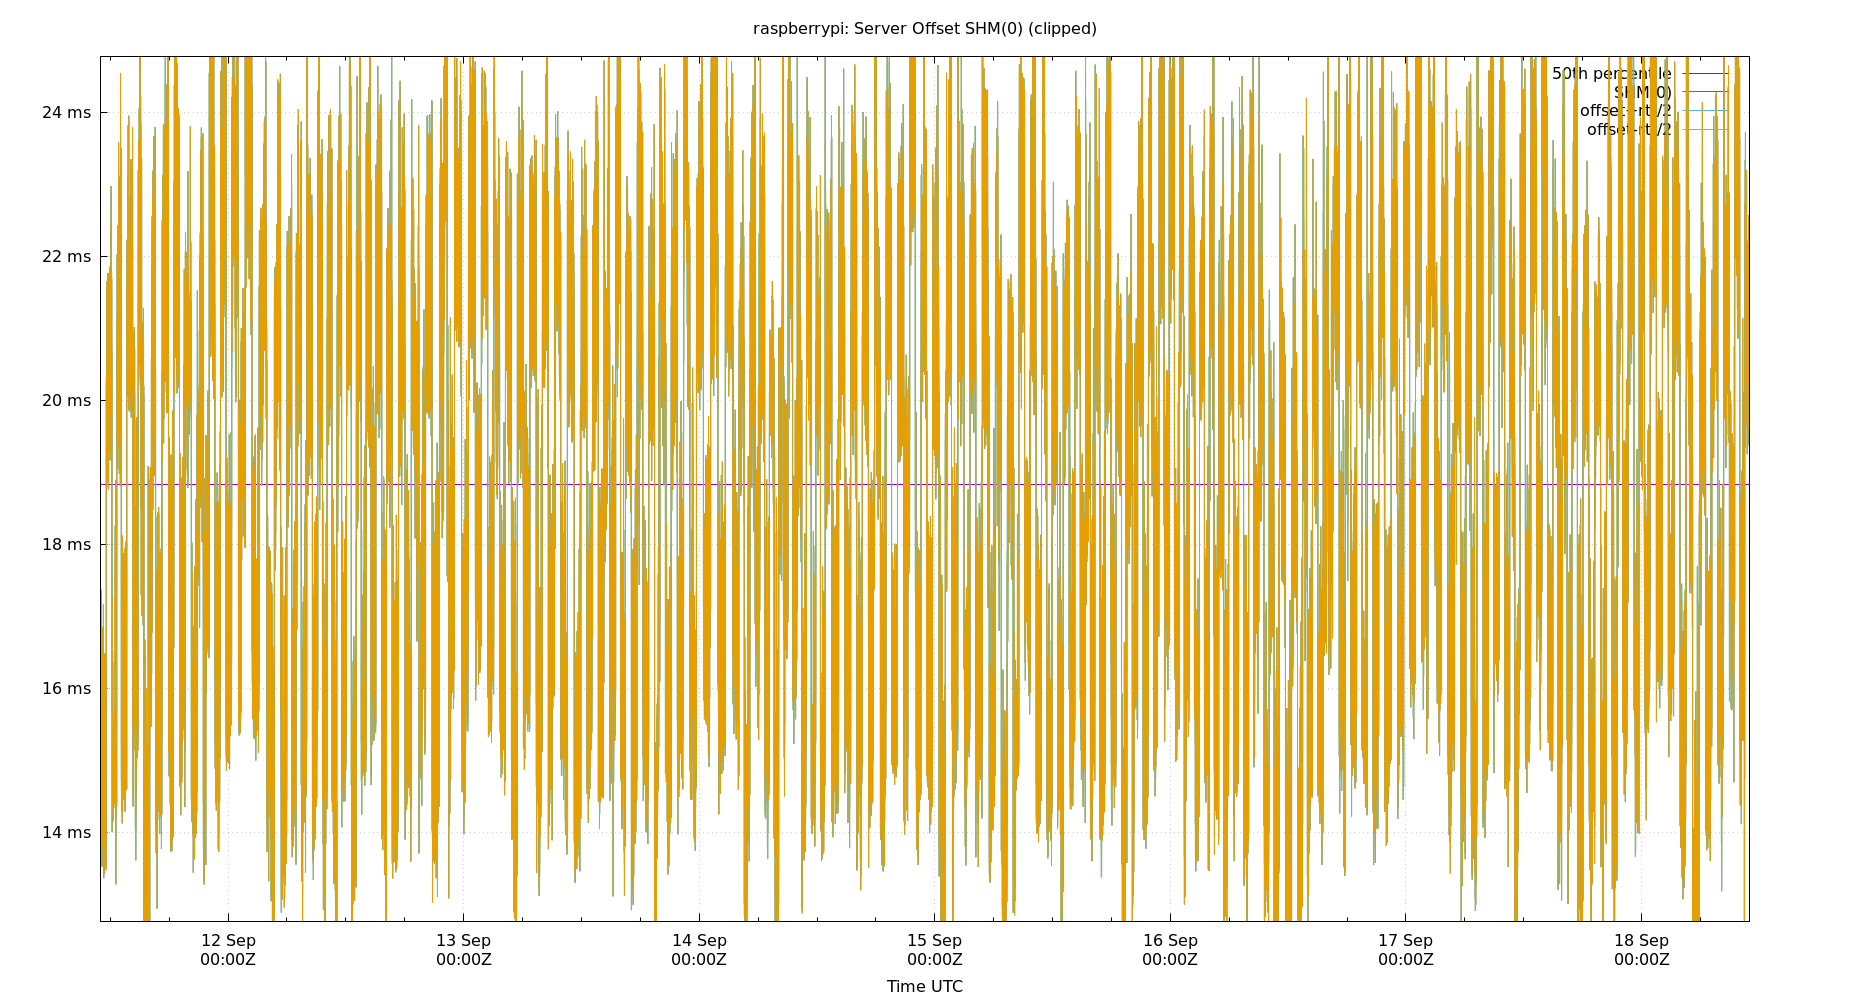 raspberrypi: Server Offset SHM(0) (clipped)
50th percentile
SHM(0)
offset+rtt/2
offset-rtt/2
24 ms
22 ms
20 ms
18 ms
16 ms
14 ms
12 Sep 13 Sep 14 Sep 15 Sep 16 Sep 17 Sep 18 Sep
00:00Z 00:00Z 00:00Z 00:00Z 00:00Z 00:00Z 00:00Z
Time UTC